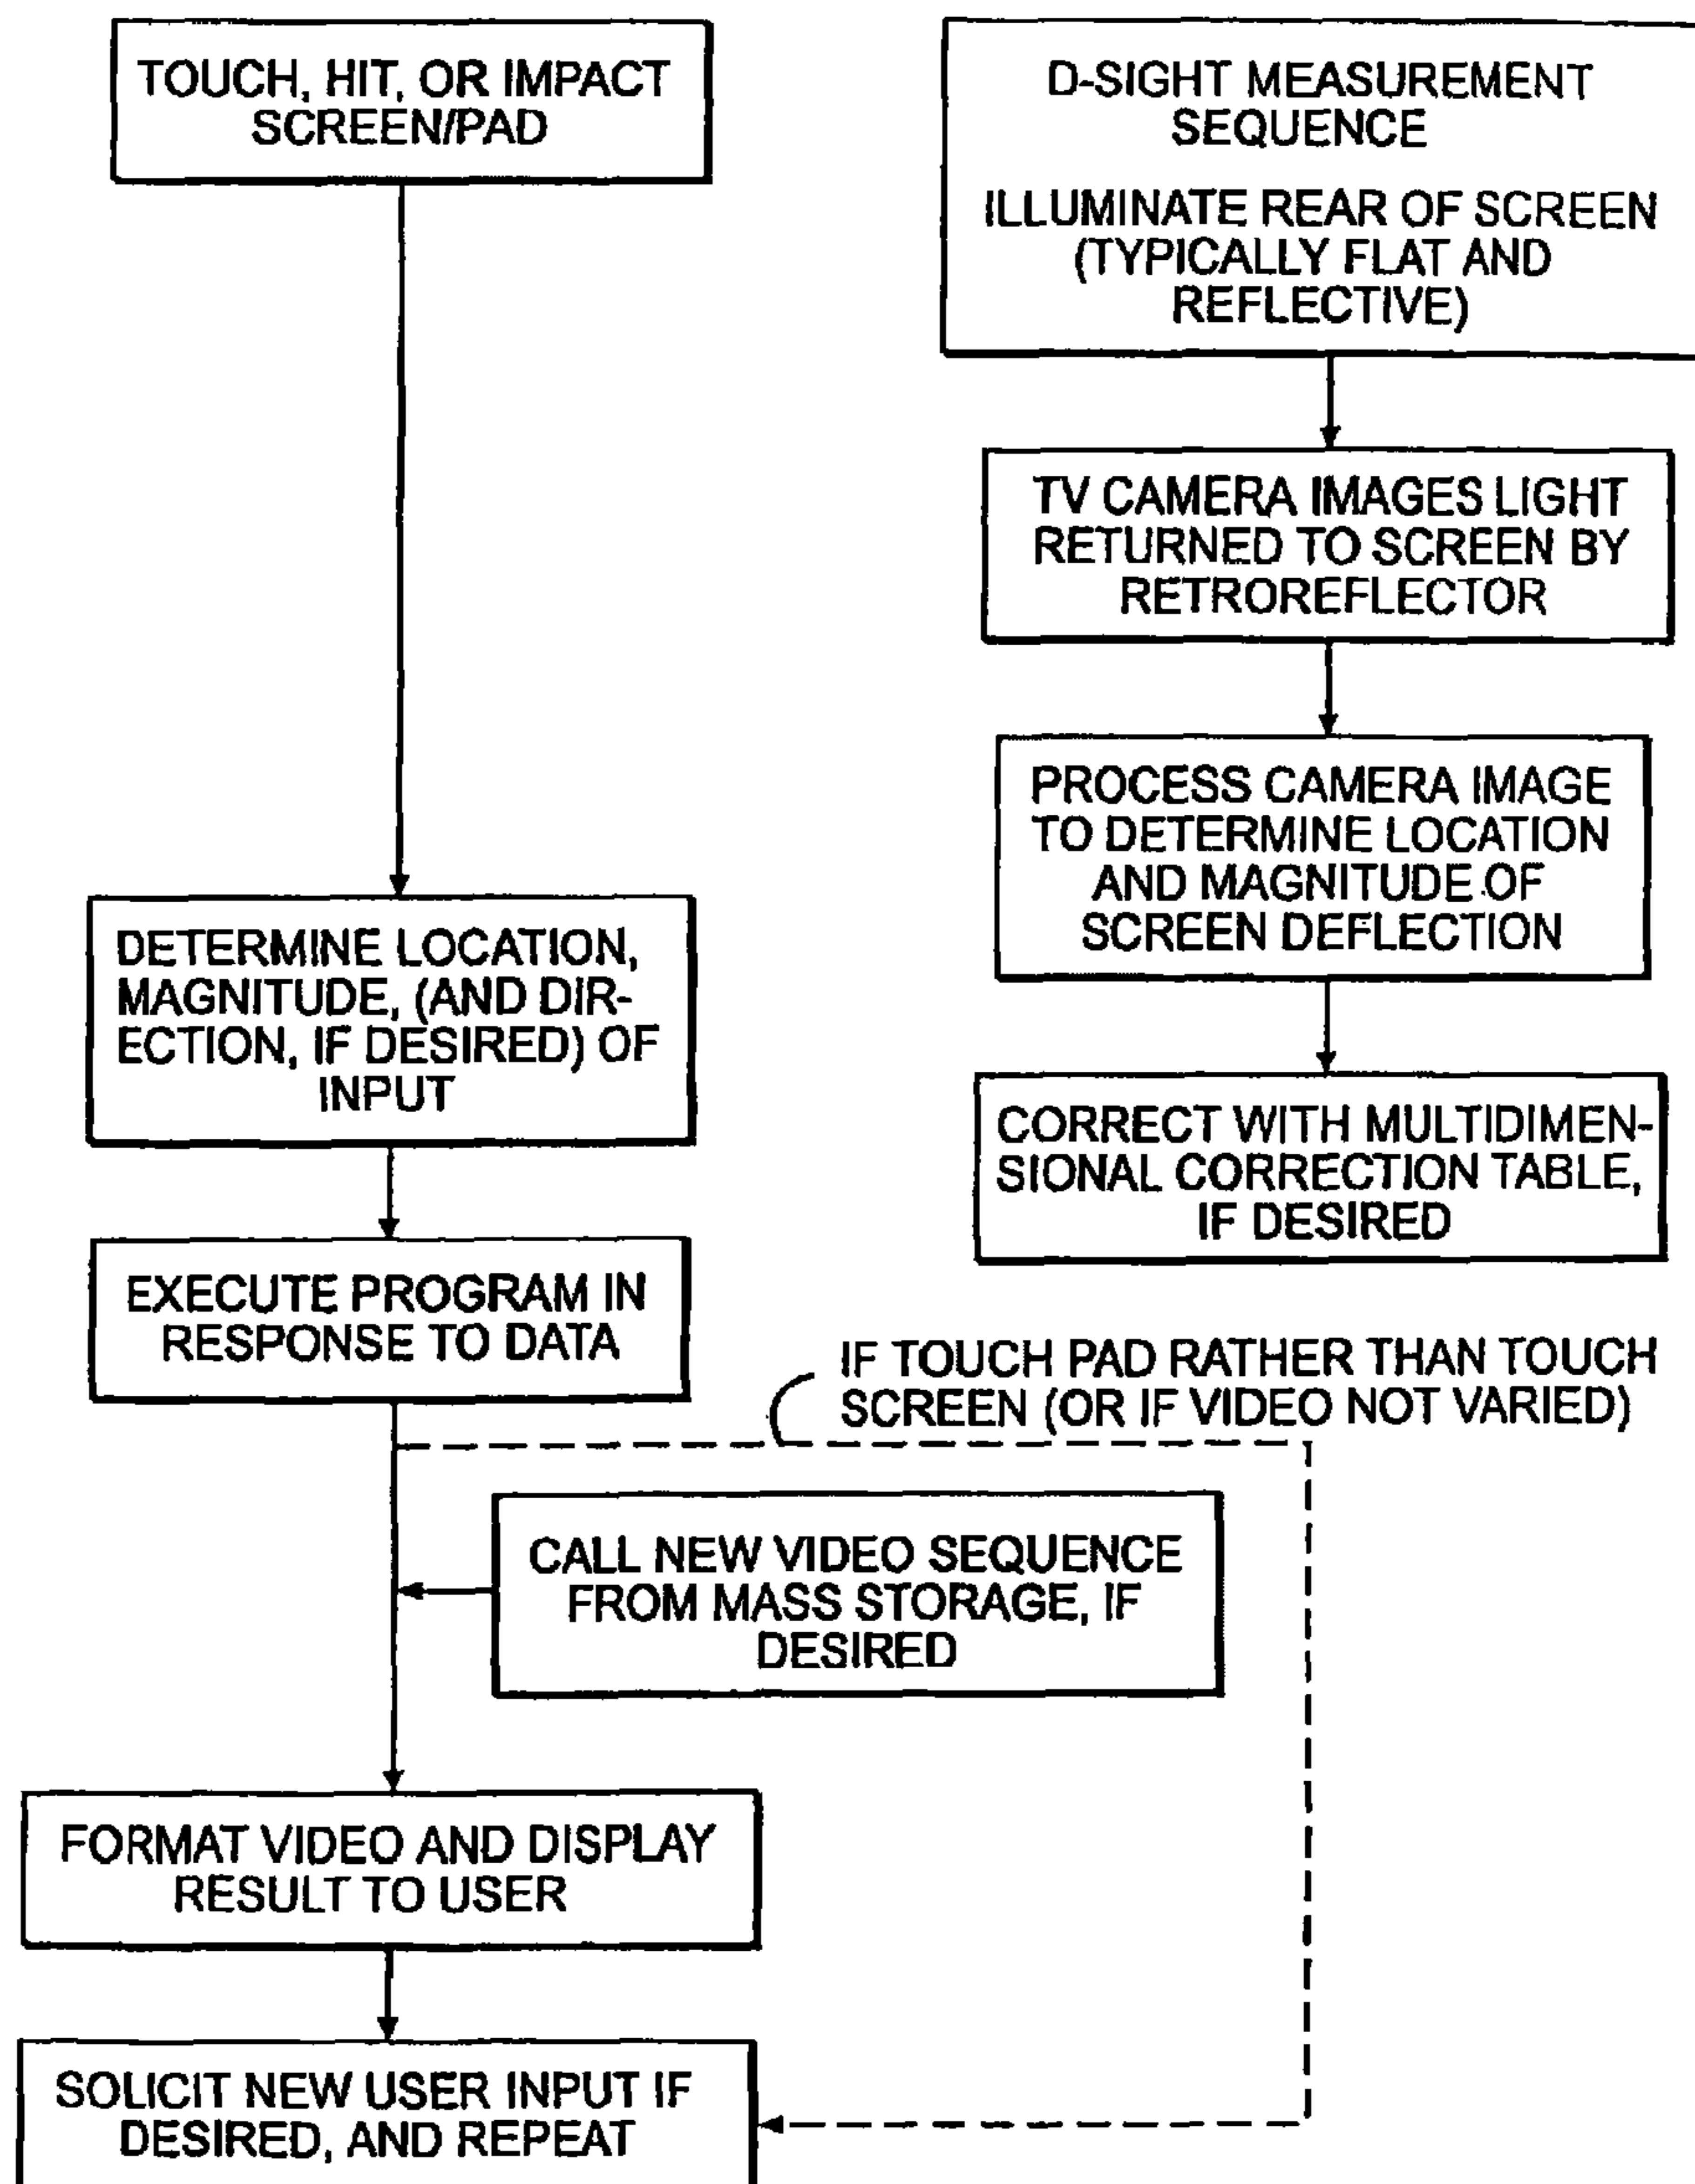 TOUCH, HIT, OR IMPACT
SCREEN/PAD
DETERMINE LOCATION,
MAGNITUDE, (AND DIR-
ECTION, IF DESIRED) OF
INPUT
EXECUTE PROGRAM IN
RESPONSE TO DATA
IF TOUCH PAD RATHER THAN TOUCH
SCREEN (OR IF VIDEO NOT VARIED)
CALL NEW VIDEO SEQUENCE
FROM MASS STORAGE, IF
DESIRED
FORMAT VIDEO AND DISPLAY
RESULT TO USER
SOLICIT NEW USER INPUT IF
DESIRED, AND REPEAT
D-SIGHT MEASUREMENT
SEQUENCE
ILLUMINATE REAR OF SCREEN
(TYPICALLY FLAT AND
REFLECTIVE)
TV CAMERA IMAGES LIGHT
RETURNED TO SCREEN BY
RETROREFLECTOR
PROCESS CAMERA IMAGE
TO DETERMINE LOCATION
AND MAGNITUDE OF
SCREEN DEFLECTION
CORRECT WITH MULTIDIMEN-
SIONAL CORRECTION TABLE,
IF DESIRED